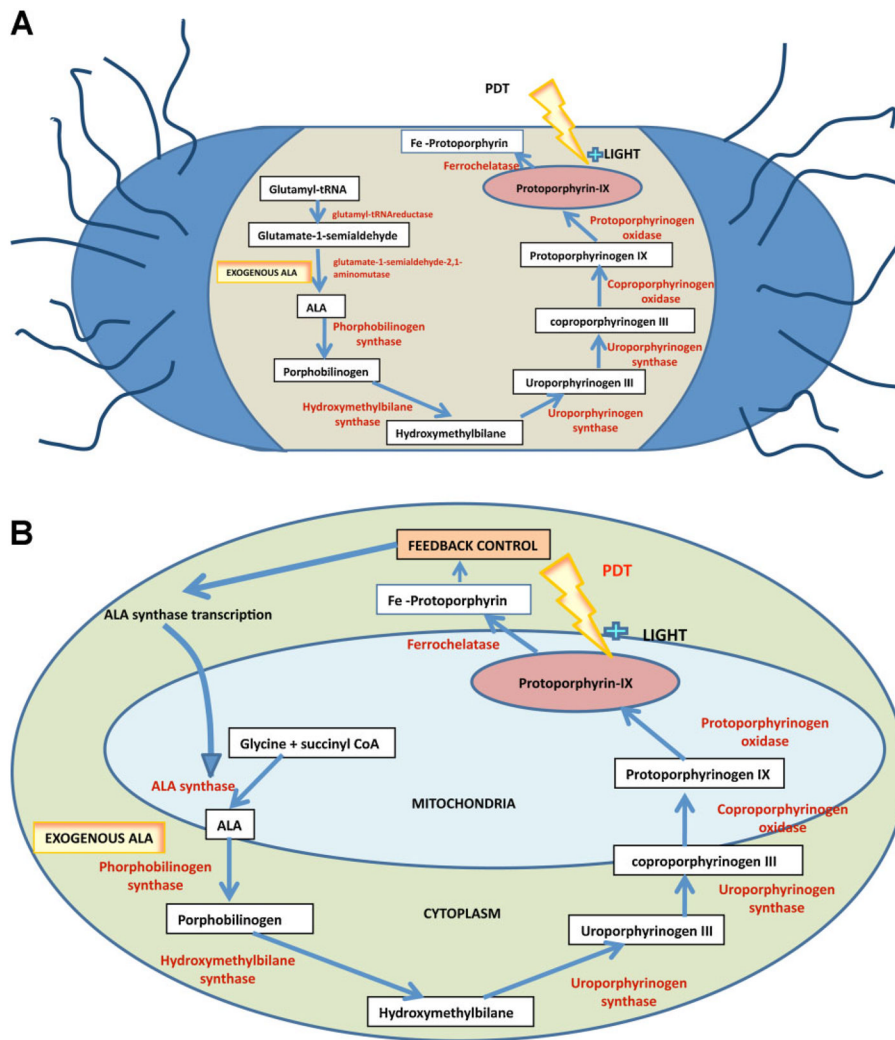 A
PDT
Fe -Protoporphyrin
LIGHT
Ferrochelatase
Protoporphyrin-IX
Glutamyl-tRNA
glutamyl-tRNAreductase
Glutamate-1-semialdehyde
Protoporphyrinogen
oxidase
Protoporphyrinogen IX
EXOGENOUS ALA
glutamate-1-semialdehyde-2,1-
aminomutase
Coproporphyrinogen
oxidase
ALA
coproporphyrinogen III
Phorphobilinogen
synthase
Uroporphyrinogen
synthase
Porphobilinogen
Uroporphyrinogen III
Hydroxymethylbilane
synthase
Uroporphyrinogen
synthase
Hydroxymethylbilane
B
FEEDBACK CONTROL
PDT
Fe -Protoporphyrin
ALA synthase transcription
LIGHT
Ferrochelatase
Protoporphyrin-IX
Glycine + succinyl CoA
Protoporphyrinogen
oxidase
Protoporphyrinogen IX
ALA synthase
MITOCHONDRIA
ALA
Coproporphyrinogen
oxidase
EXOGENOUS ALA
coproporphyrinogen III
Phorphobilinogen
synthase
Uroporphyrinogen
synthase
Porphobilinogen
CYTOPLASM
Uroporphyrinogen III
Hydroxymethylbilane
synthase
Uroporphyrinogen
synthase
Hydroxymethylbilane